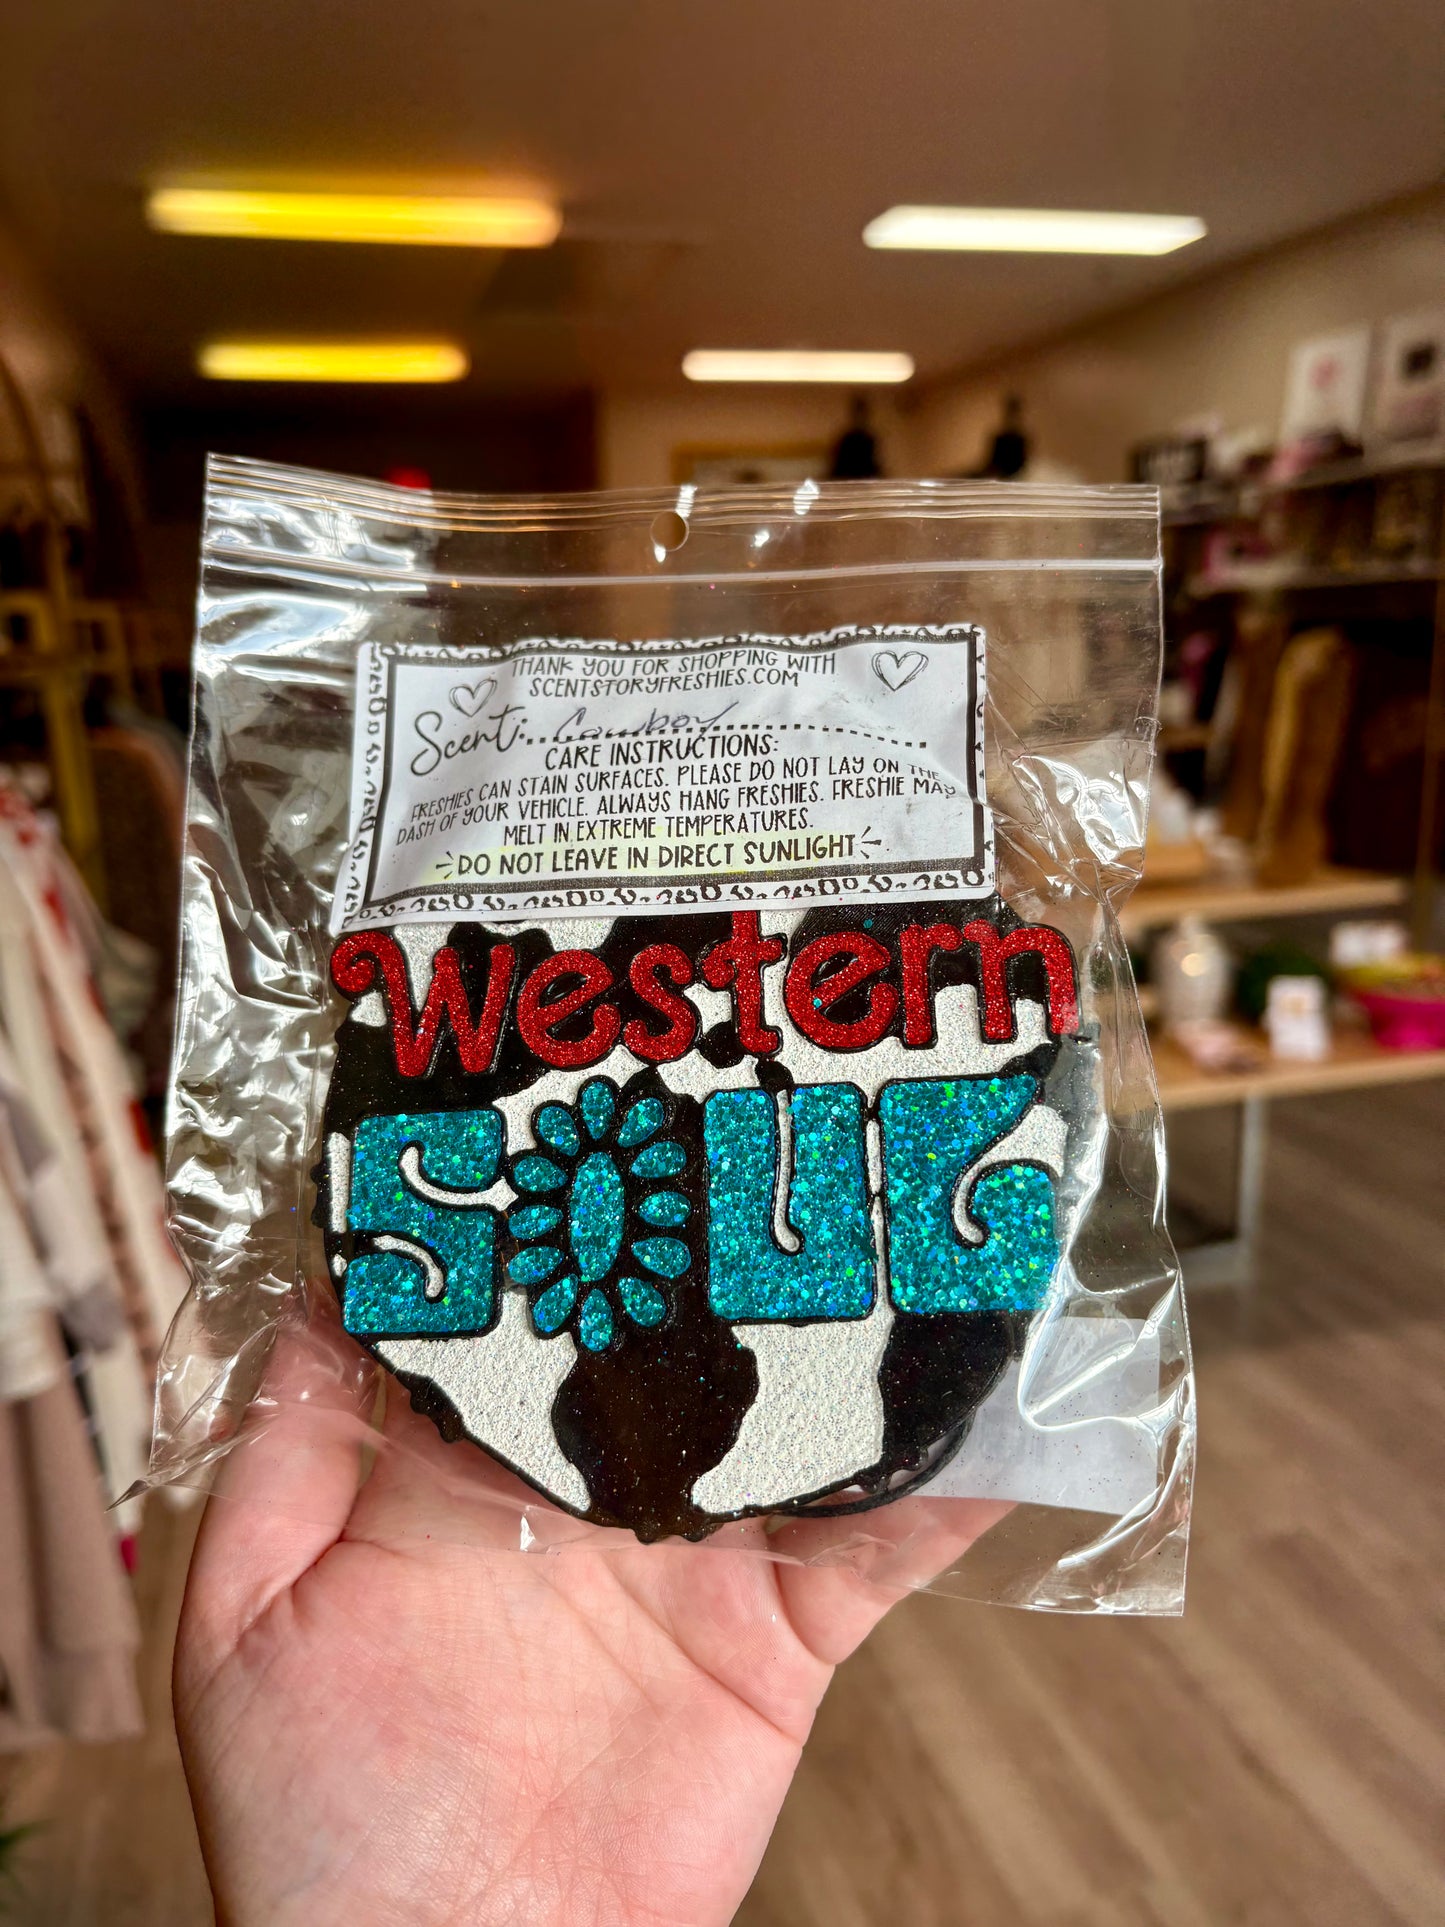 THANK YOU FOR SHOPPING WITH
SCENTSTORYFRESHIES.COM
Scent: Cowboy
CARE INSTRUCTIONS:
FRESHIES CAN STAIN SURFACES. PLEASE DO NOT LAY ON THE
DASH OF YOUR VEHICLE. ALWAYS HANG FRESHIES. FRESHIE MAY
MELT IN EXTREME TEMPERATURES.
DO NOT LEAVE IN DIRECT SUNLIGHT
western
SOUL